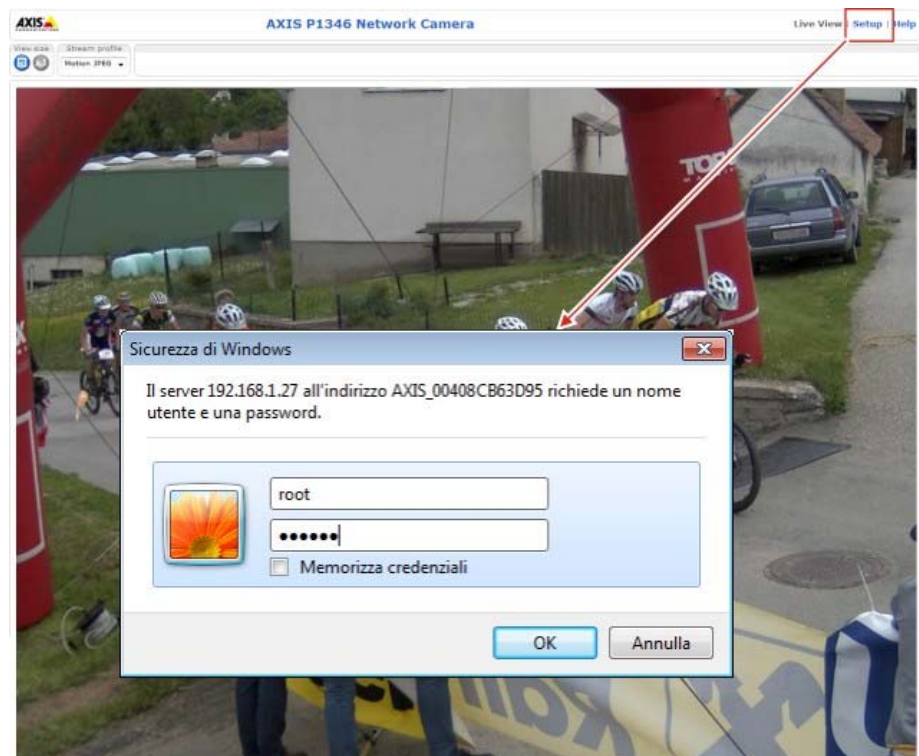 AXIS
COMMUNICATIONS
AXIS P1346 Network Camera
Live View | Setup | Help
View size
Stream profile
Motion JPEG
Sicurezza di Windows
Il server 192.168.1.27 all'indirizzo AXIS_00408CB63D95 richiede un nome
utente e una password.
root
••••••
Memorizza credenziali
OK
Annulla